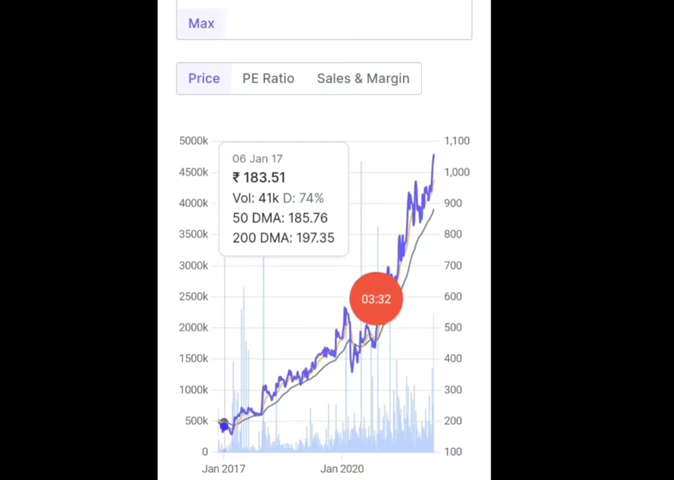 Max
Price PE Ratio Sales & Margin
5000k 1,100
06 Jan 17
4500k 1,000
₹ 183.51
Vol: 41k D: 74%
4000k 900
50 DMA: 185.76
3500k 800
200 DMA: 197.35
3000k 700
2500k 600
03:32
2000k 500
1500k 400
1000k 300
500k 200
0 100
Jan 2017 Jan 2020